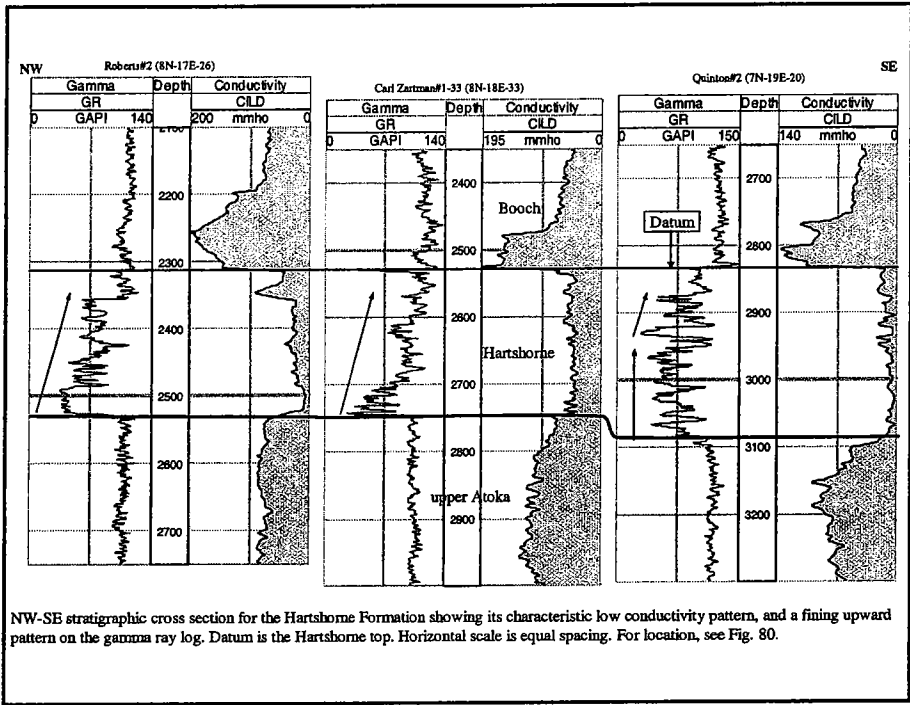 NW
Roberts#2 (8N-17E-26)
Gamma Depth Conductivity
GR CILD
0 GAPI 140 200 mmho 0
2100
2200
2300
2400
2500
2600
2700
Carl Zartman#1-33 (8N-18E-33)
Gamma Depth Conductivity
GR CILD
0 GAPI 140 195 mmho 0
2400
Booch
2500
2600
Hartshorne
2700
2800
upper Atoka
2900
Quinton#2 (7N-19E-20)
SE
Gamma Depth Conductivity
GR CILD
0 GAPI 150 140 mmho 0
2700
Datum
2800
2900
3000
3100
3200
NW-SE stratigraphic cross section for the Hartshorne Formation showing its characteristic low conductivity pattern, and a fining upward
pattern on the gamma ray log. Datum is the Hartshorne top. Horizontal scale is equal spacing. For location, see Fig. 80.